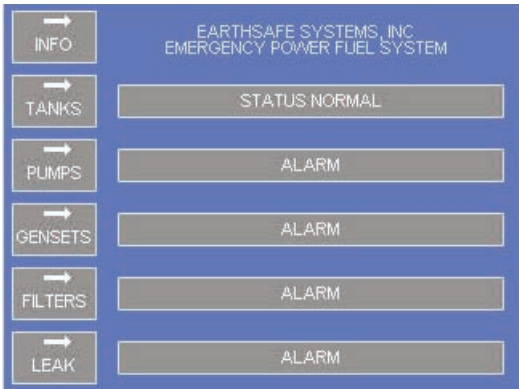 INFO
EARTHSAFE SYSTEMS, INC
EMERGENCY POWER FUEL SYSTEM
TANKS
STATUS NORMAL
PUMPS
ALARM
GENSETS
ALARM
FILTERS
ALARM
LEAK
ALARM